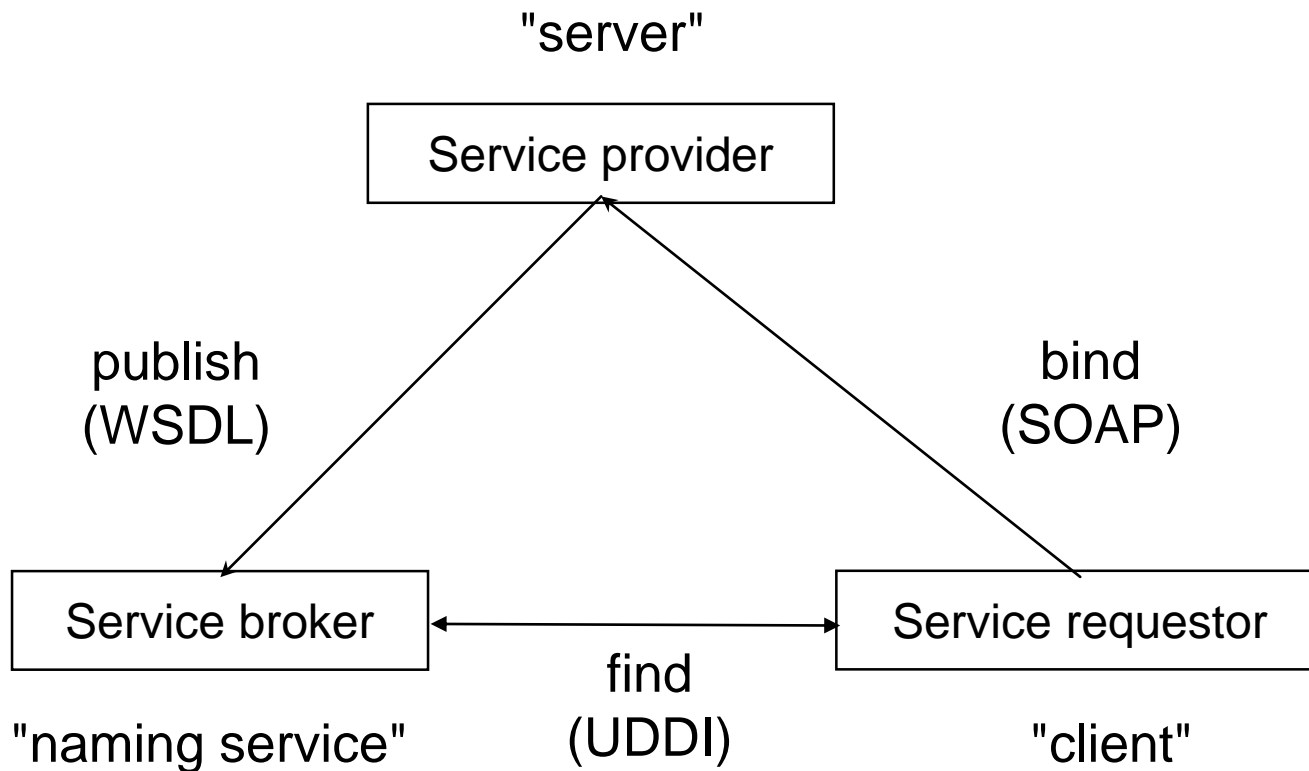 "server"
Service provider
publish
(WSDL)
bind
(SOAP)
Service broker
Service requestor
find
(UDDI)
"naming service"
"client"